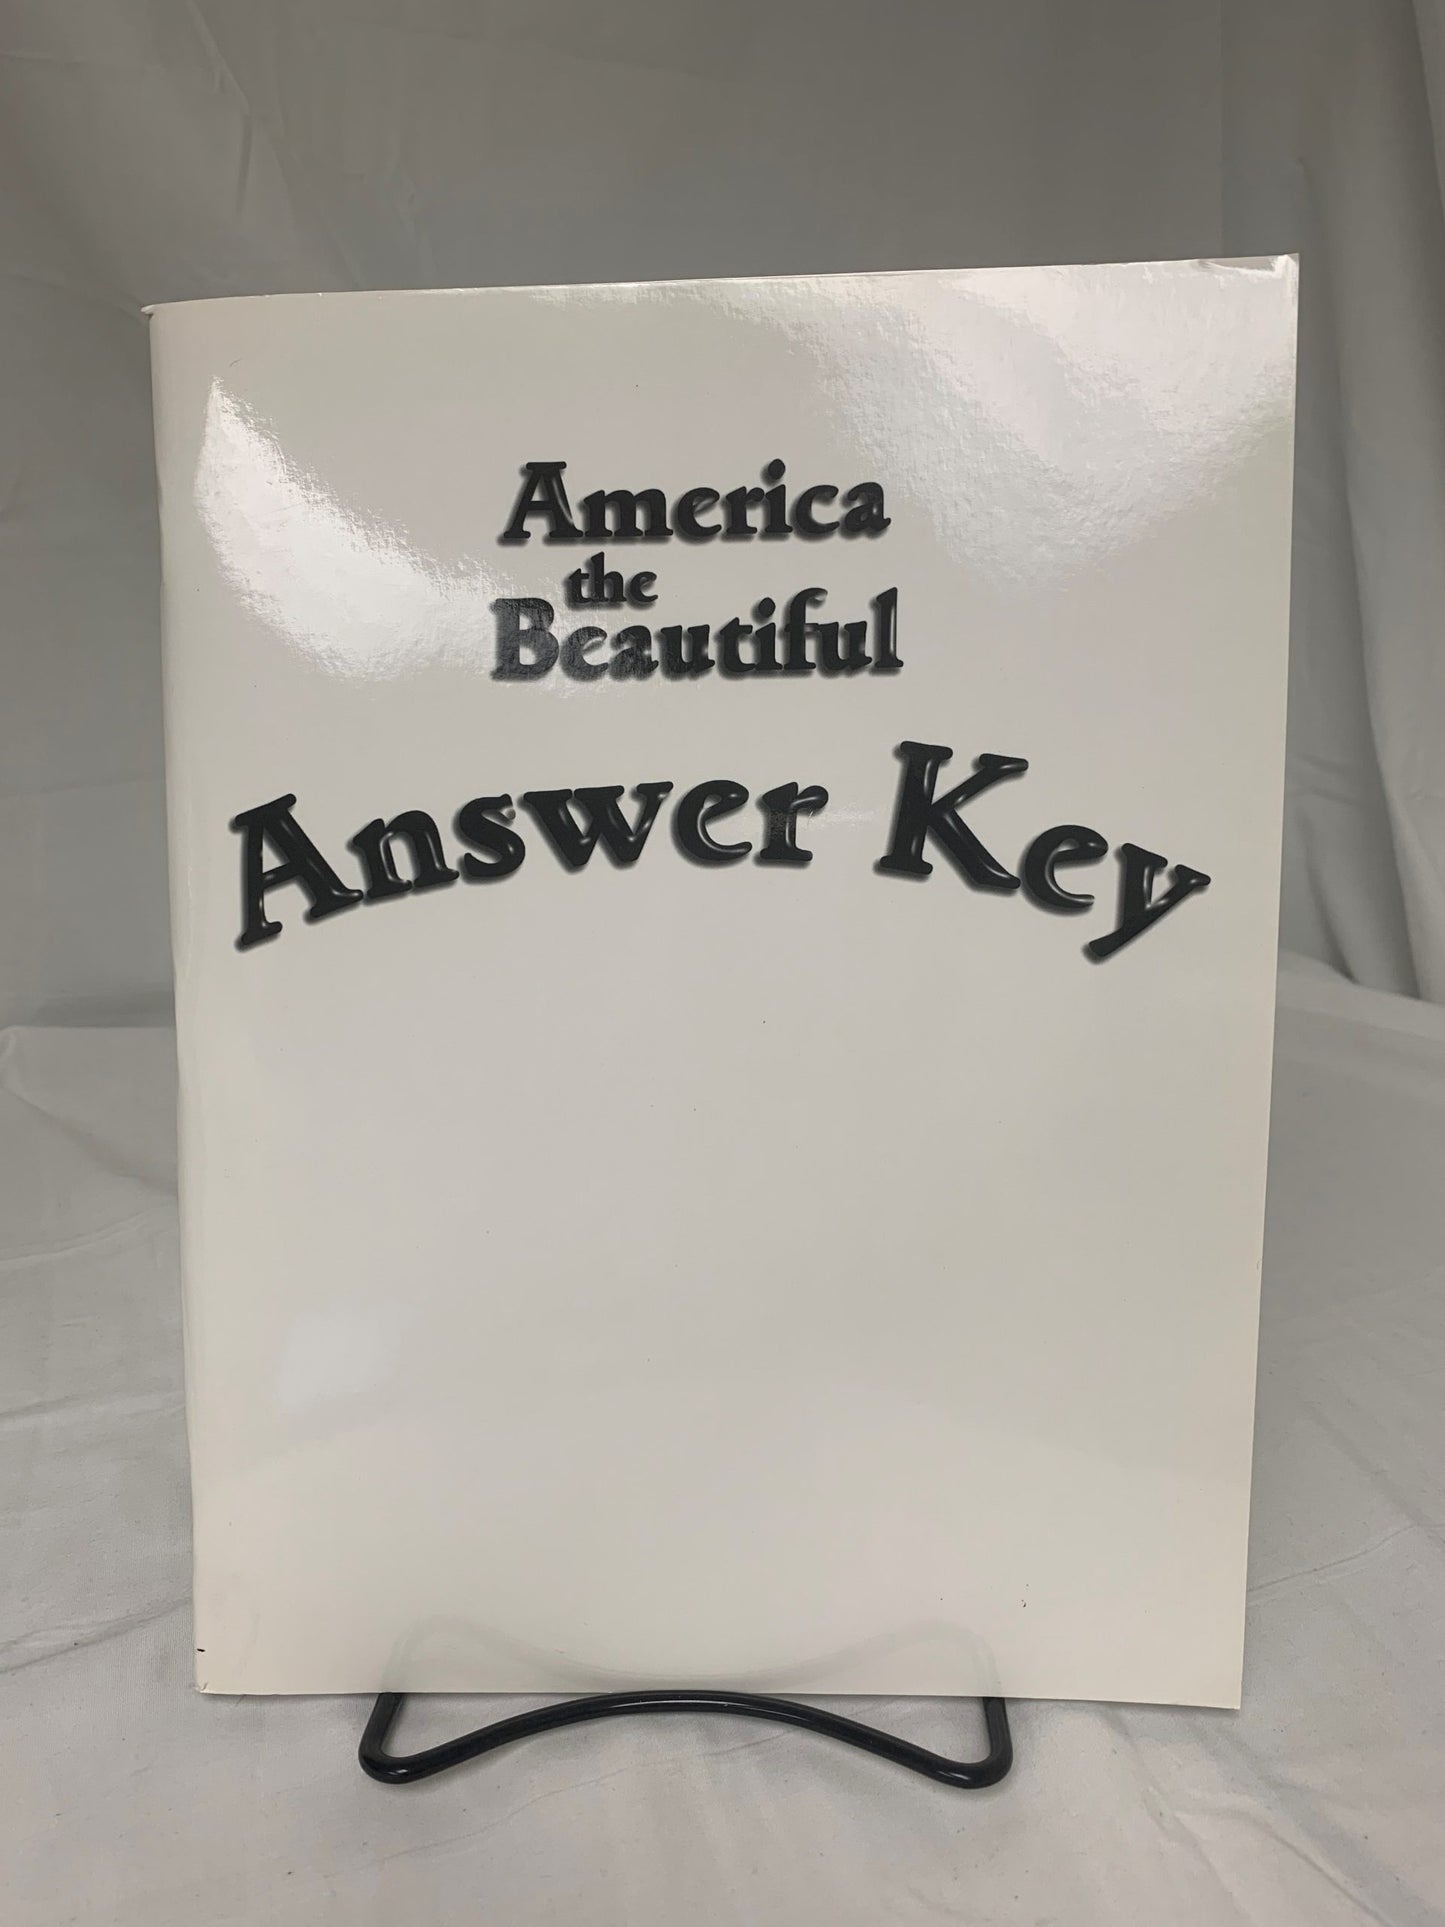 America
the
Beautiful
Answer Key